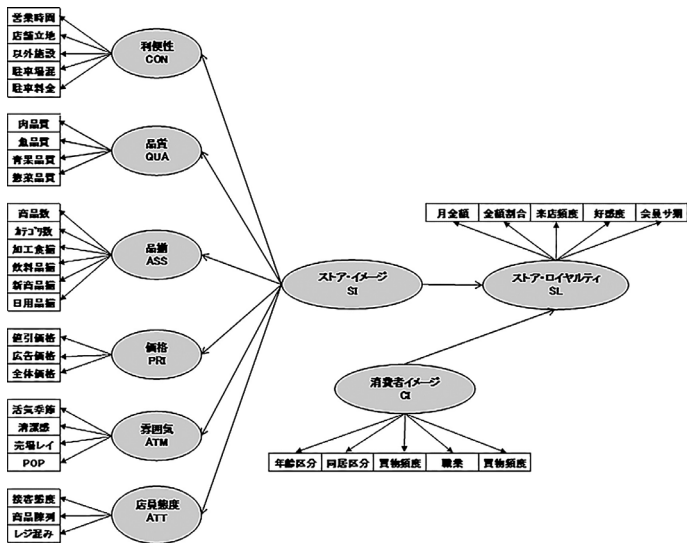 営業時間
店舗立地
以外施設
駐車場混
駐車料金
利便性
CON
肉品質
魚品質
青果品質
惣菜品質
品質
QUA
商品数
カテゴリ数
加工食揃
飲料品揃
新商品揃
日用品揃
品揃
ASS
値引価格
広告価格
全体価格
価格
PRI
活気季節
清潔感
売場レイ
POP
雰囲気
ATM
接客態度
商品陳列
レジ混み
店員態度
ATT
ストア・イメージ
SI
月全額 全額割合 来店頻度 好感度 会員サ期
ストア・ロイヤルティ
SL
消費者イメージ
CI
年齢区分 同居区分 買物頻度 職業 買物頻度